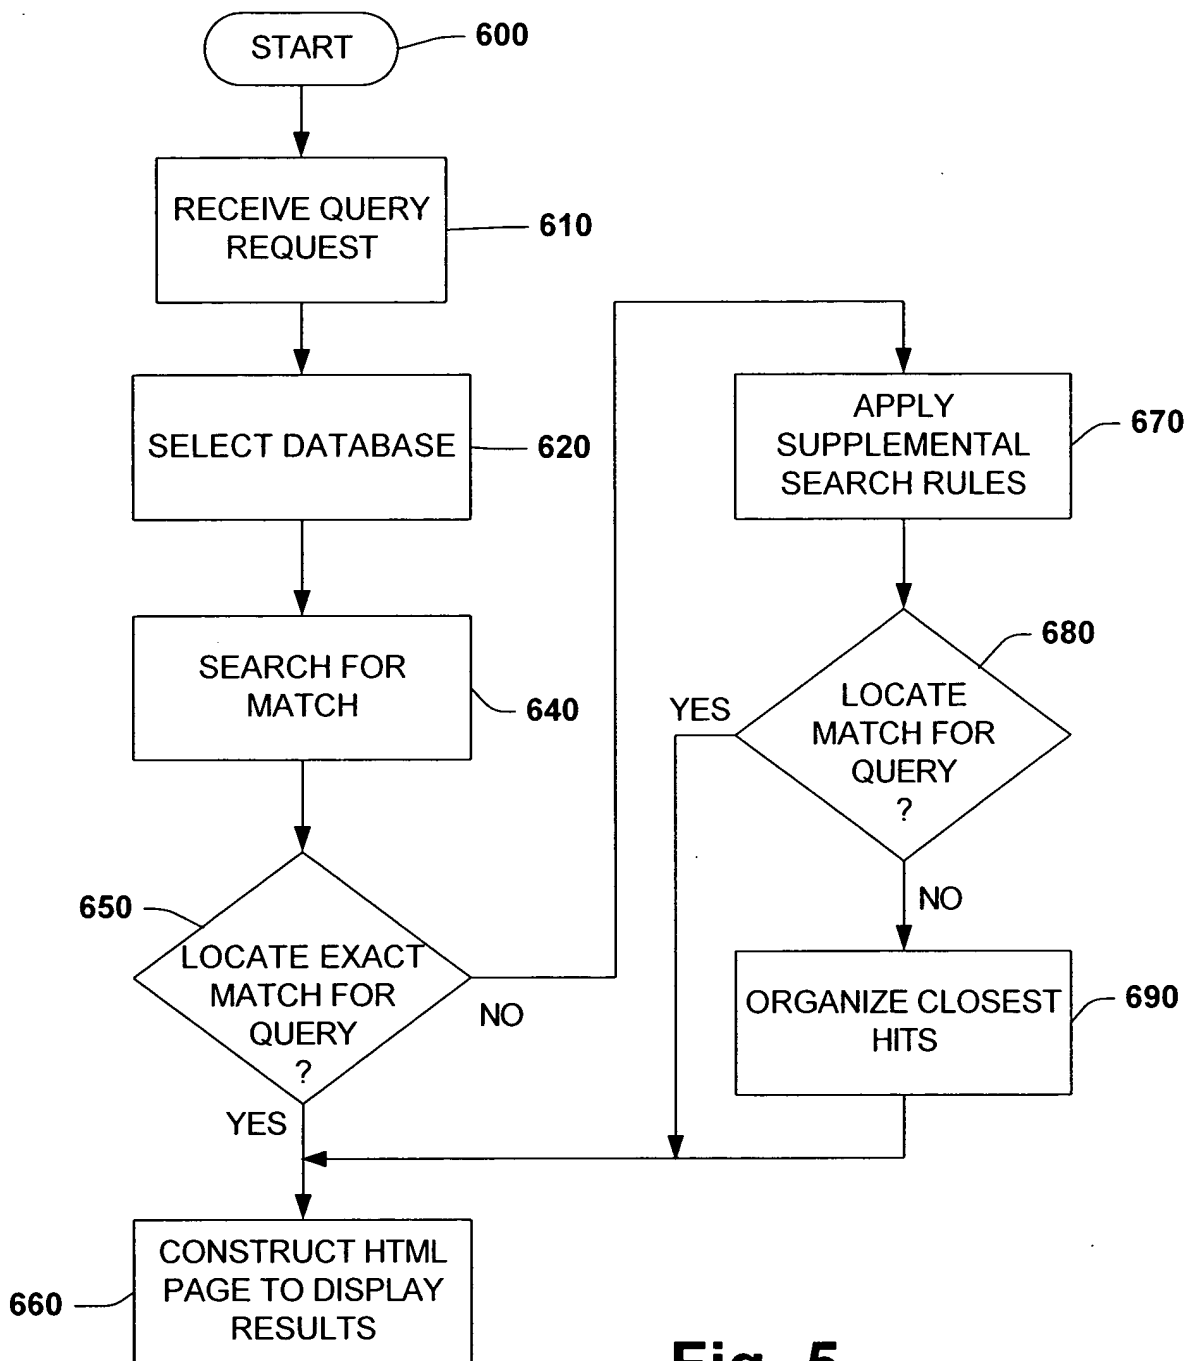 START
600
RECEIVE QUERY
REQUEST
610
SELECT DATABASE
620
SEARCH FOR
MATCH
640
650
LOCATE EXACT
MATCH FOR
QUERY
?
NO
YES
APPLY
SUPPLEMENTAL
SEARCH RULES
670
680
LOCATE
MATCH FOR
QUERY
?
YES
NO
ORGANIZE CLOSEST
HITS
690
CONSTRUCT HTML
PAGE TO DISPLAY
RESULTS
660
Fig. 5